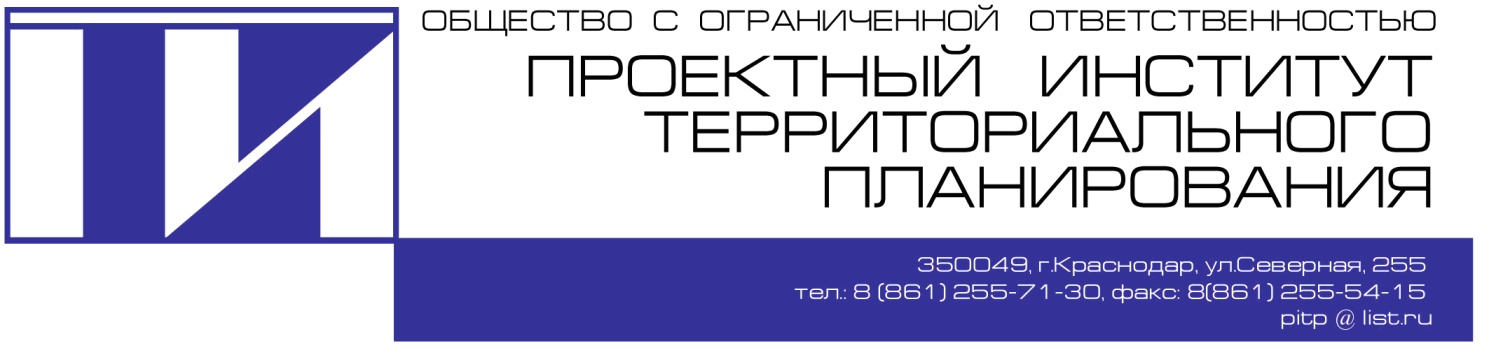 ОБЩЕСТВО С ОГРАНИЧЕННОЙ ОТВЕТСТВЕННОСТЬЮ
ПРОЕКТНЫЙ ИНСТИТУТ
ТЕРРИТОРИАЛЬНОГО
ПЛАНИРОВАНИЯ
350049, г.Краснодар, ул.Северная, 255
тел.: 8 (861) 255-71-30, факс: 8(861) 255-54-15
pitp @ list.ru